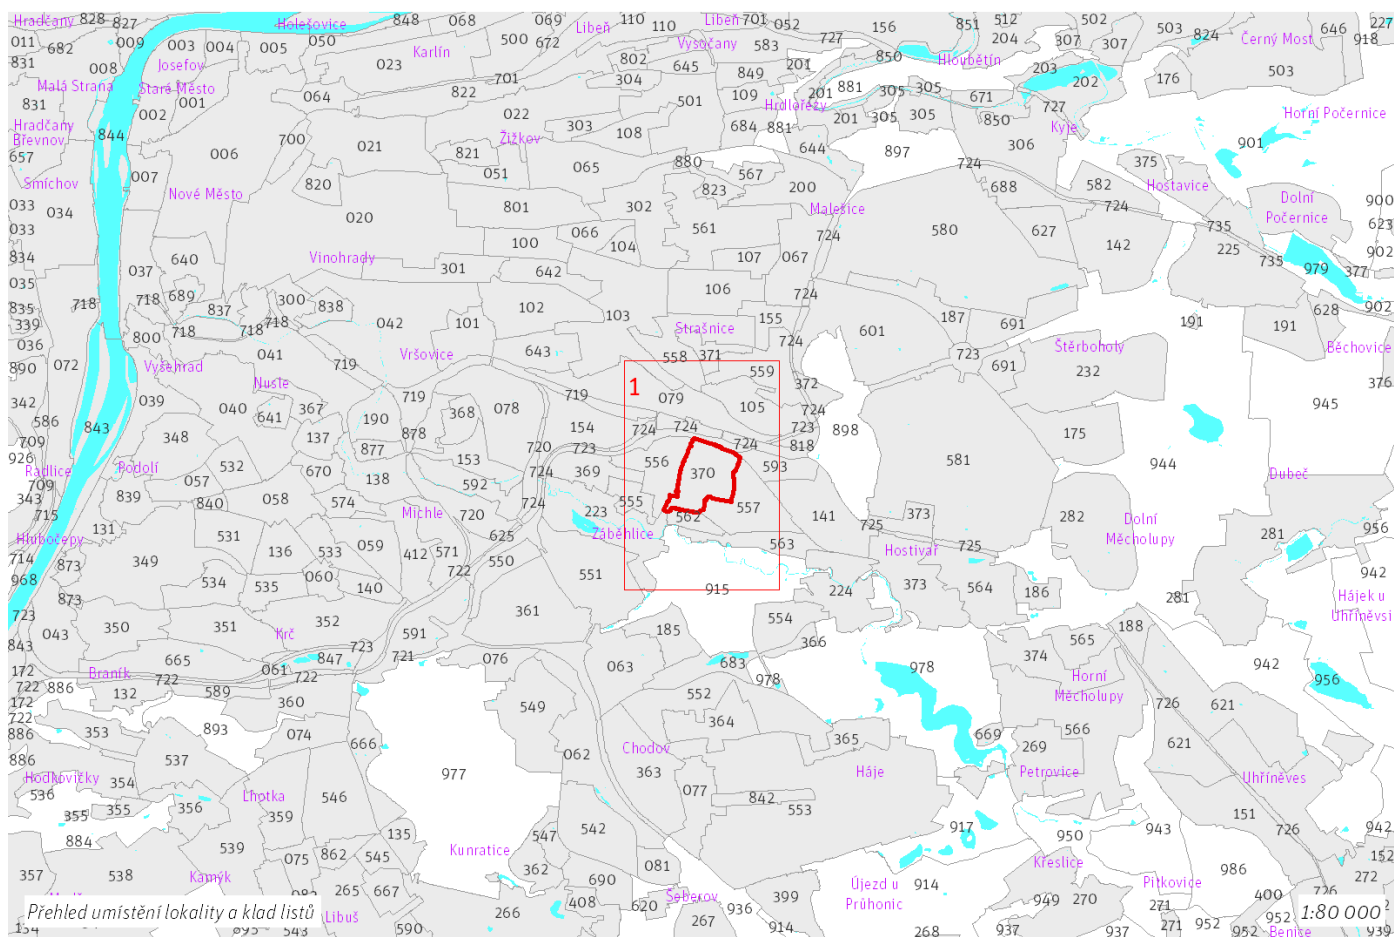 Hradčany 828 827 Holešovice 848 068 069 Libeň 110 110 Libeň 701 052 156 851 512 502 503 824 Černý Most 646 227
011 682 009 003 004 005 050 Karlín 500 672 Vysočany 583 727 850 Hloubětín 204 307 307 918
831 008 Josefov 023 701 802 645 849 201 203 202 176 503
Malá Strana Staré Město 822 304 501 109 Hrdlořezy 201 881 305 305 671 727 Horní Počernice
831 001 064 022
Hradčany 844 002 700 021 Žižkov 303 108 684 881 201 305 305 850 Kyje
Břevnov 006 821 065 880 644 897 306 901
657 007 051 567 724 375
Smíchov Nové Město 820 823 200 688 582 Hostavice Dolní Počernice 900
033 034 020 801 302 Malešice 724 623
033 066 561 724 580 627 142 735 225
834 Vinohrady 100 104 107 067 735 979 377 902
035 037 640 301 642
835 718 718 689 837 300 838 102 106 724 902
339 718 718 718 042 101 103 Strašnice 155 601 187 691 191 191 628
036 800 041 Vršovice 643 558 371 724 723 Štěrboholy Běchovice
890 072 Vyšehrad 719 559 691 232 376
342 039 Nusle 719 719 1 079 372 945
586 040 641 367 190 368 078 105 724
709 843 348 137 878 154 724 724 723 898 175
926 877 720 723 724 818
Radlice Podolí 532 670 153 724 369 556 370 593 581 944 Dubeč
709 057 138 592
343 839 840 058 574 Michle 724 555 557
715 131 720 223 562 141 725 373 282 Dolní Měcholupy 281 956
Hlubočepy 531 136 533 059 412 571 625 Záběhlice 563 Hostivař 725
714 873 349 060 550
968 534 535 140 722 551 915 224 373 564 186 281 942
873 Hájek u Uhříněvsi
723 043 350 351 352 361 554
843 Krč 591 185 366 565 188
172 Braník 665 061 847 723 721 076 063 683 978 374 942
722 886 722 722 978 Horní Měcholupy 956
172 132 589 360 549 552 726 621
722 893 364 669 566
886 353 074 666 Chodov 365 269 621
886 537 062 363 Háje Petrovice Uhříněves
Hodkovičky 354 977 077
536 355 355 356 Lhotka 546 842 553 151
359 726
884 539 135 547 542 917 950 943 942
075 862 545 Kunratice 081 Křeslice 986 152
357 538 Kamýk 362 Újezd u Průhonic 914 Pitkovice 272
265 667 690 Šeberov 399 949 270 400 726
Přehled umístění lokality a klad listů Libuš 266 408 620 936 271 952 1:80 000
543 590 267 914 268 937 937 271 952 952 Benice 939